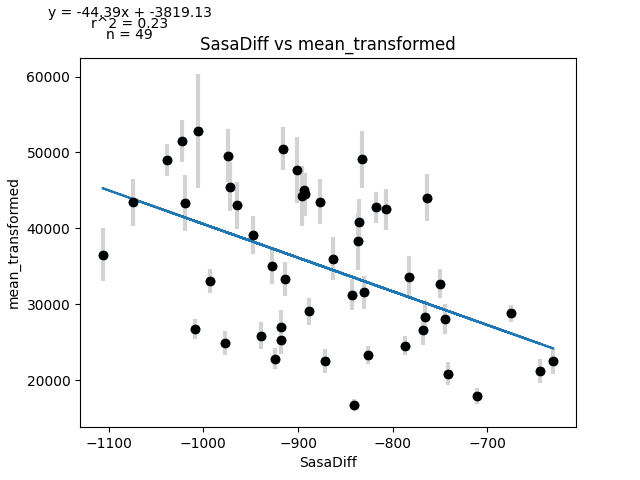 y = -44.39x + -3819.13
r^2 = 0.23
n = 49
SasaDiff vs mean_transformed
60000
50000
40000
30000
20000
mean_transformed
−1100
−1000
−900
−800
−700
SasaDiff